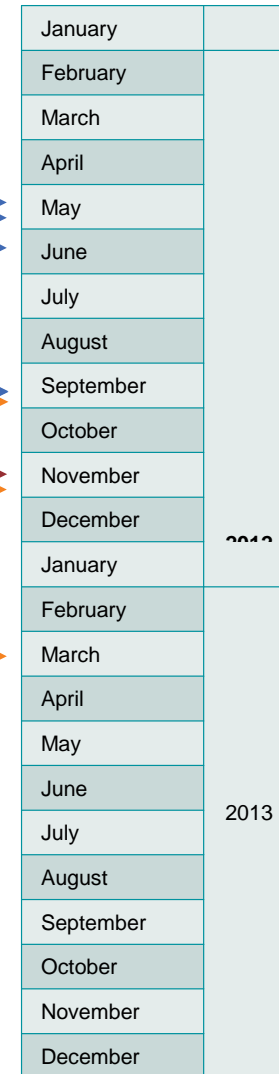 January
February
March
April
May
June
July
August
September
October
November
December
2012
January
February
March
April
May
June
July
2013
August
September
October
November
December